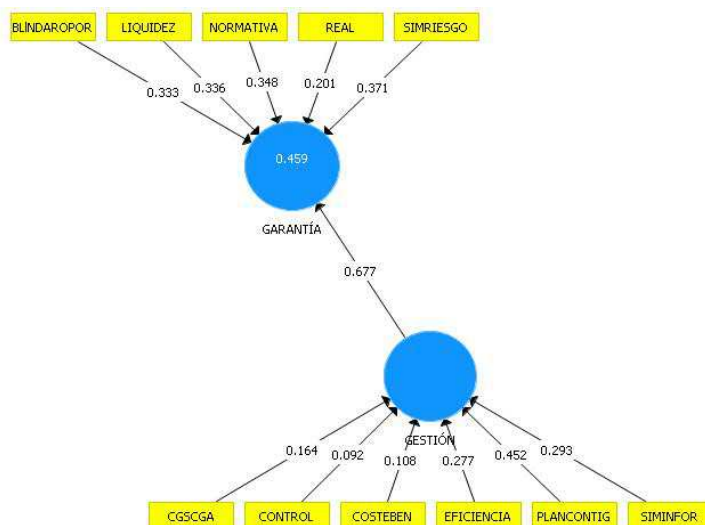 BLÍNDAROPOR LIQUIDEZ NORMATIVA REAL SIMRIESGO
0.333 0.336 0.348 0.201 0.371
0.459
GARANTÍA
0.677
GESTIÓN
0.164 0.092 0.108 0.277 0.452 0.293
CGSCGA CONTROL COSTEBEN EFICIENCIA PLANCONTIG SIMINFOR